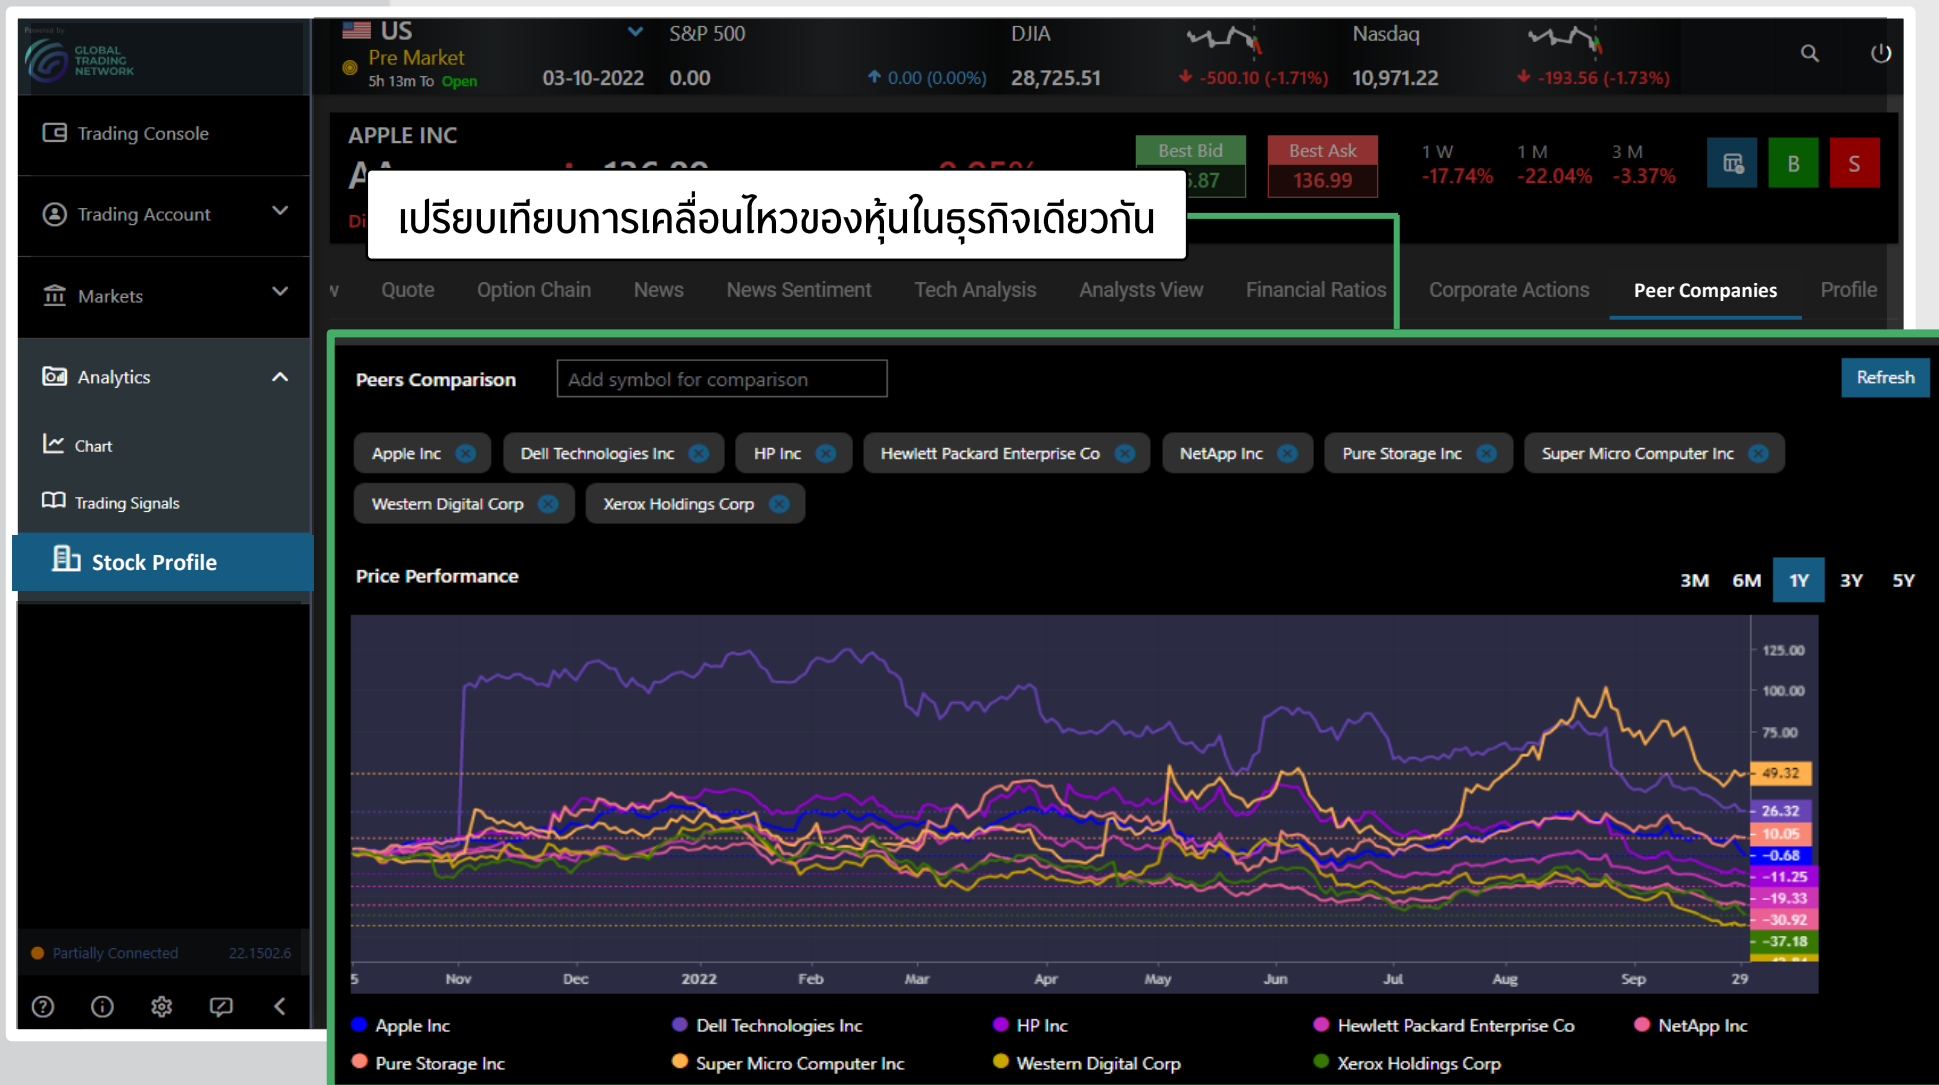 Powered by
GLOBAL
TRADING
NETWORK
US
Pre Market
5h 13m To Open
03-10-2022
S&P 500
0.00
0.00 (0.00%)
DJIA
28,725.51
-500.10 (-1.71%)
Nasdaq
10,971.22
-193.56 (-1.73%)
Trading Console
Trading Account
Markets
Analytics
Chart
Trading Signals
Stock Profile
Partially Connected
22.1502.6
APPLE INC
Best Bid
Best Ask
136.99
1 W
-17.74%
1 M
-22.04%
3 M
-3.37%
B
S
เปรียบเทียบการเคลื่อนไหวของหุ้นในธุรกิจเดียวกัน
w Quote Option Chain News News Sentiment Tech Analysis Analysts View Financial Ratios Corporate Actions Peer Companies Profile
Peers Comparison
Add symbol for comparison
Refresh
Apple Inc Dell Technologies Inc HP Inc Hewlett Packard Enterprise Co NetApp Inc Pure Storage Inc Super Micro Computer Inc
Western Digital Corp Xerox Holdings Corp
Price Performance
3M 6M 1Y 3Y 5Y
125.00
100.00
75.00
49.32
26.32
10.05
-0.68
-11.25
-19.33
-30.92
-37.18
5 Nov Dec 2022 Feb Mar Apr May Jun Jul Aug Sep 29
Apple Inc Dell Technologies Inc HP Inc Hewlett Packard Enterprise Co NetApp Inc
Pure Storage Inc Super Micro Computer Inc Western Digital Corp Xerox Holdings Corp